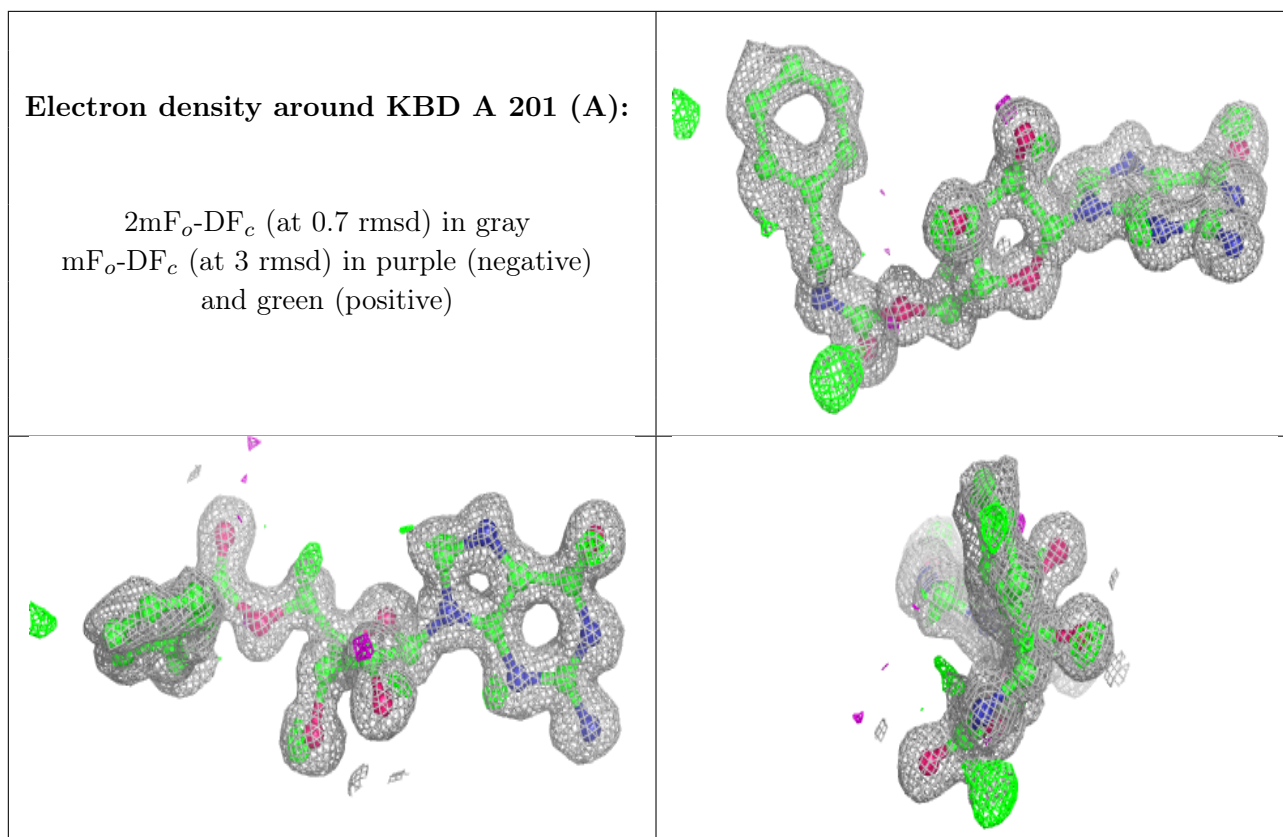 Electron density around KBD A 201 (A):
2mFₒ-DF𝒸 (at 0.7 rmsd) in gray
mFₒ-DF𝒸 (at 3 rmsd) in purple (negative)
and green (positive)